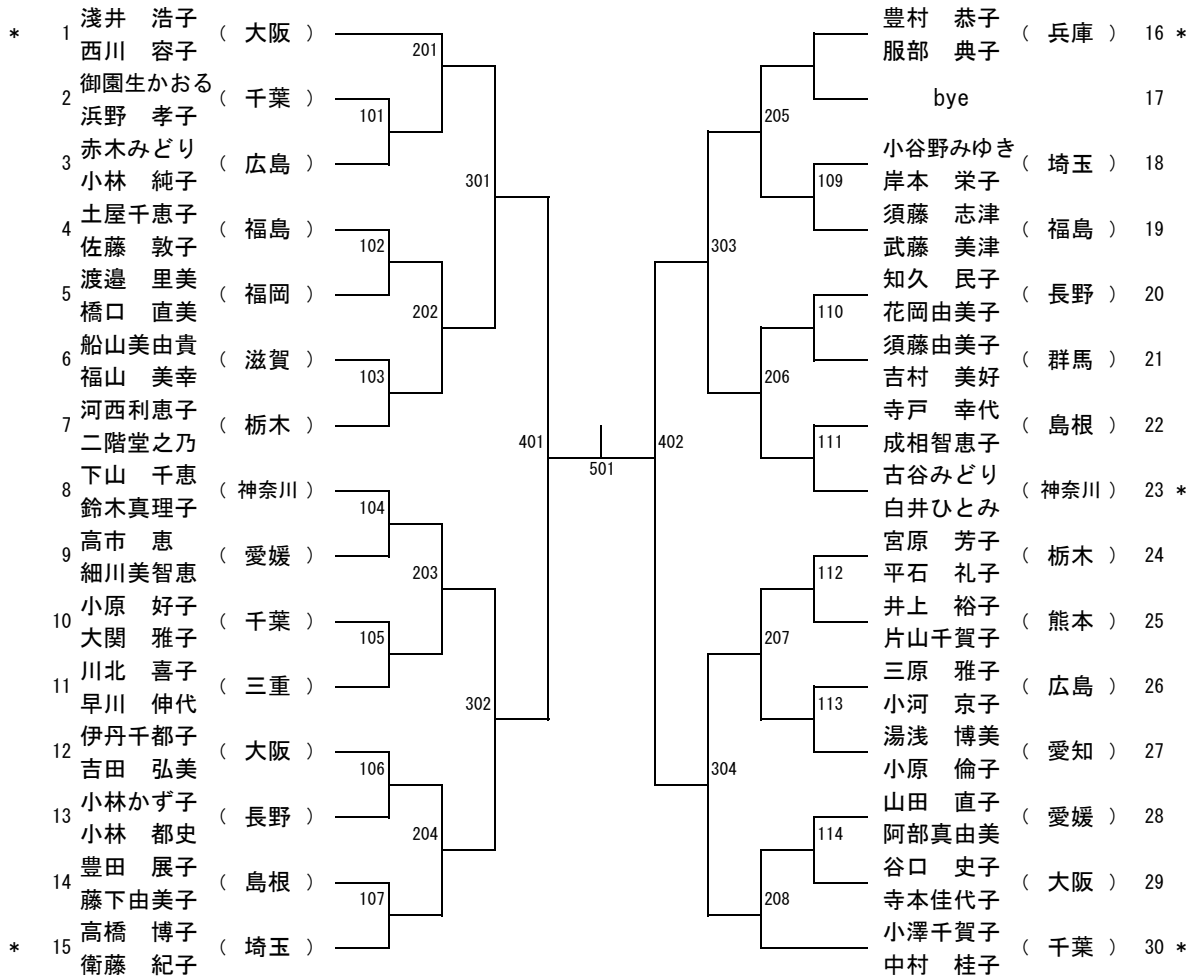 * 1 淺井　浩子 （ 大阪 ）
西川　容子
201
2 御園生かおる （ 千葉 ）
浜野　孝子
101
3 赤木みどり （ 広島 ）
小林　純子
301
4 土屋千恵子 （ 福島 ）
佐藤　敦子
102
5 渡邉　里美 （ 福岡 ）
橋口　直美
202
6 船山美由貴 （ 滋賀 ）
福山　美幸
103
7 河西利恵子 （ 栃木 ）
二階堂之乃
401
8 下山　千恵 （ 神奈川 ）
鈴木真理子
104
9 高市　恵 （ 愛媛 ）
細川美智恵
203
10 小原　好子 （ 千葉 ）
大関　雅子
105
11 川北　喜子 （ 三重 ）
早川　伸代
302
12 伊丹千都子 （ 大阪 ）
吉田　弘美
106
13 小林かず子 （ 長野 ）
小林　都史
204
14 豊田　展子 （ 島根 ）
藤下由美子
107
* 15 高橋　博子 （ 埼玉 ）
衛藤　紀子
501
豊村　恭子 （ 兵庫 ） 16 *
服部　典子
bye 17
205
小谷野みゆき （ 埼玉 ） 18
岸本　栄子
109
須藤　志津 （ 福島 ） 19
武藤　美津
303
知久　民子 （ 長野 ） 20
花岡由美子
110
須藤由美子 （ 群馬 ） 21
吉村　美好
206
寺戸　幸代 （ 島根 ） 22
成相智恵子
111
古谷みどり （ 神奈川 ） 23 *
白井ひとみ
402
宮原　芳子 （ 栃木 ） 24
平石　礼子
112
井上　裕子 （ 熊本 ） 25
片山千賀子
207
三原　雅子 （ 広島 ） 26
小河　京子
113
湯浅　博美 （ 愛知 ） 27
小原　倫子
304
山田　直子 （ 愛媛 ） 28
阿部真由美
114
谷口　史子 （ 大阪 ） 29
寺本佳代子
208
小澤千賀子 （ 千葉 ） 30 *
中村　桂子